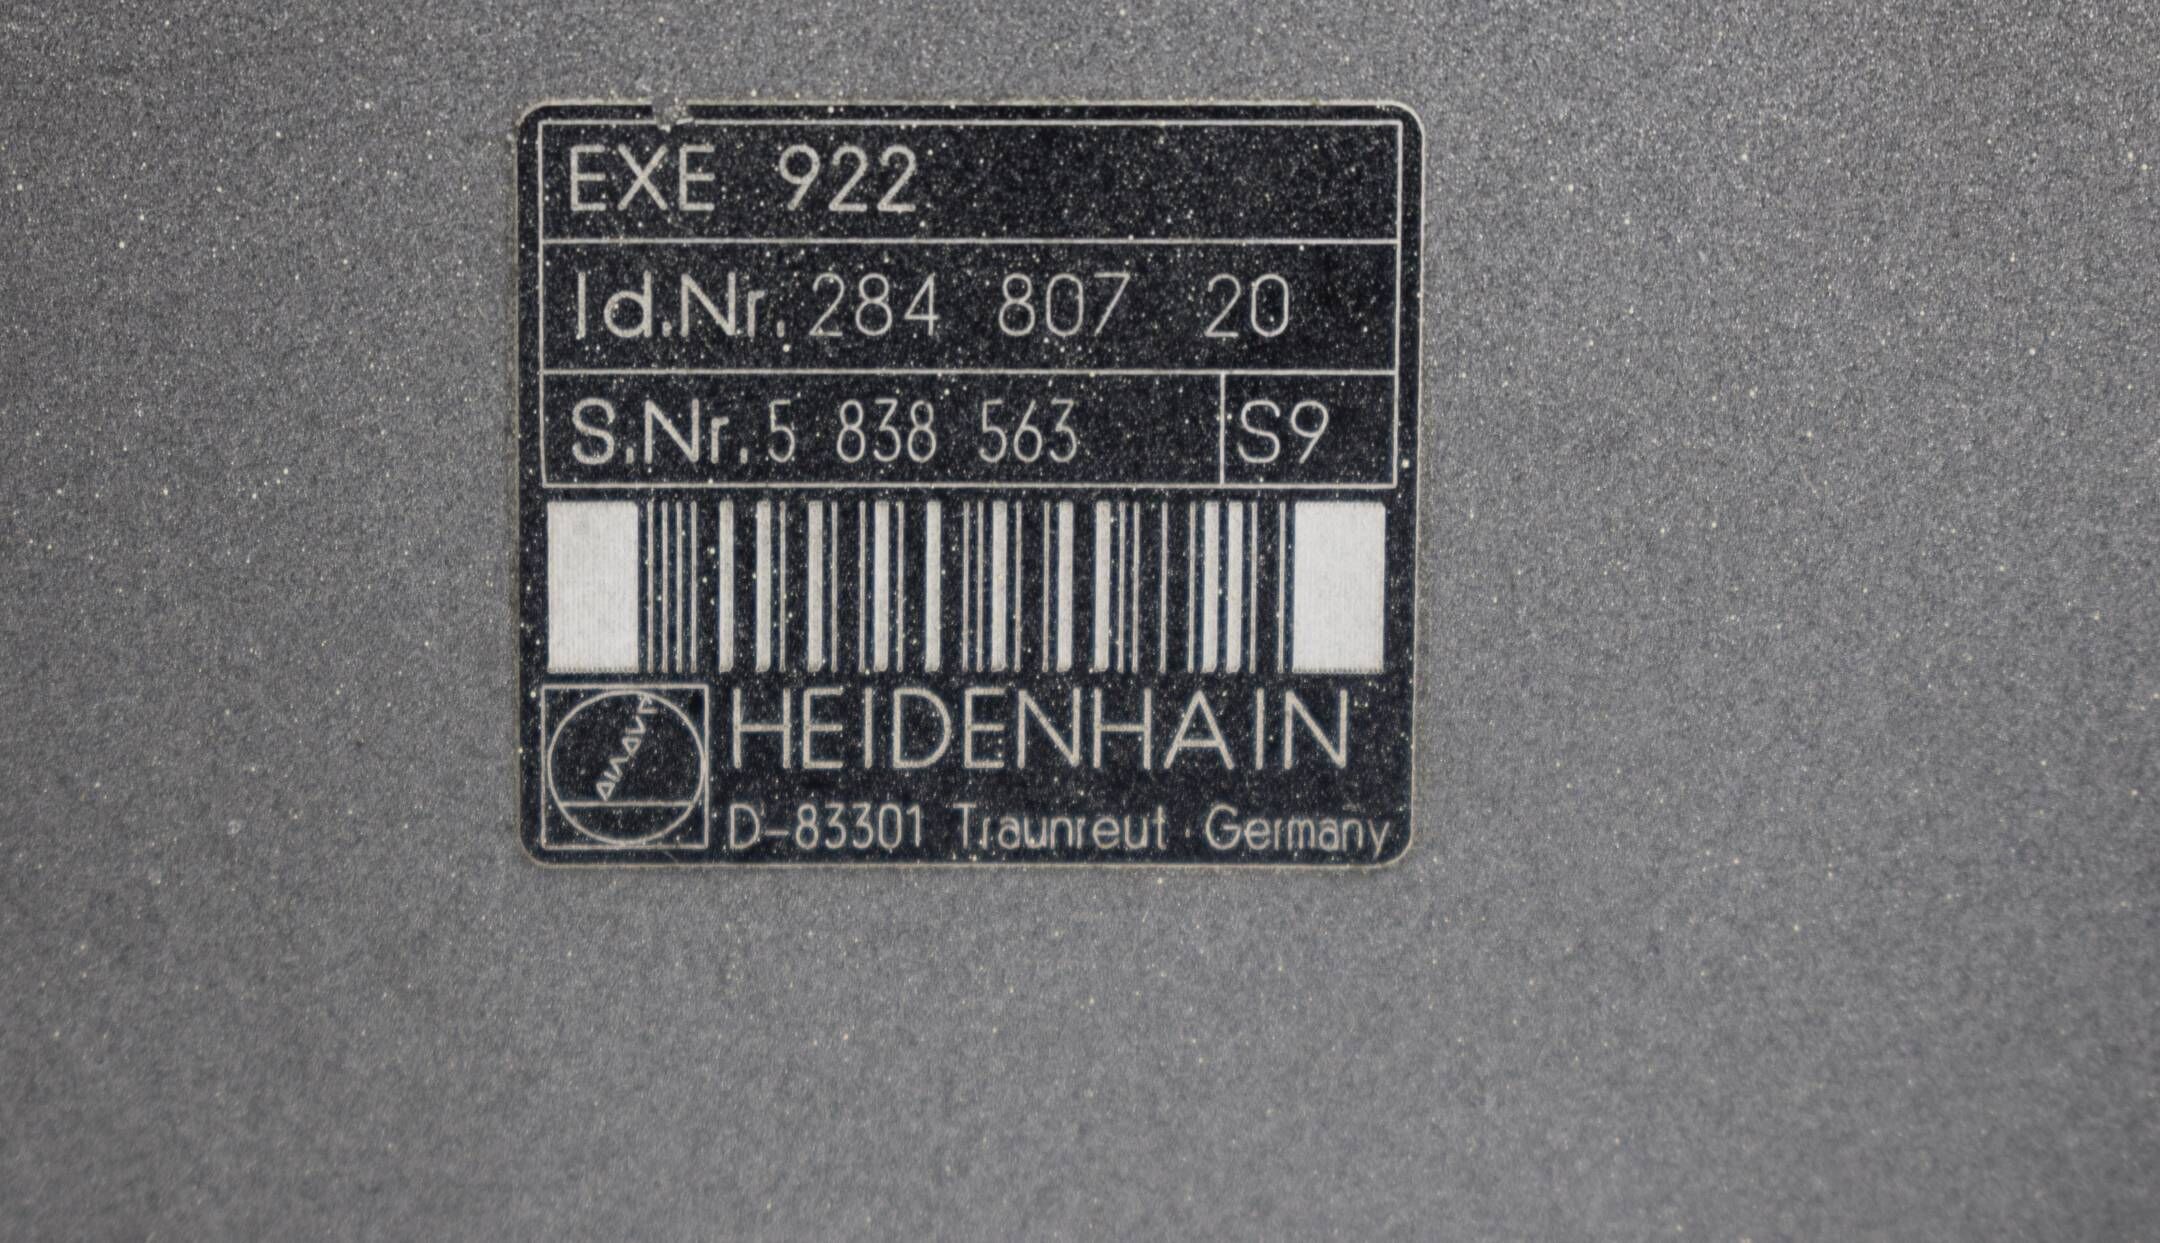 EXE 922
Id.Nr. 284 807 20
S.Nr. 5 838 563 S9
HEIDENHAIN
D-83301 Traunreut · Germany